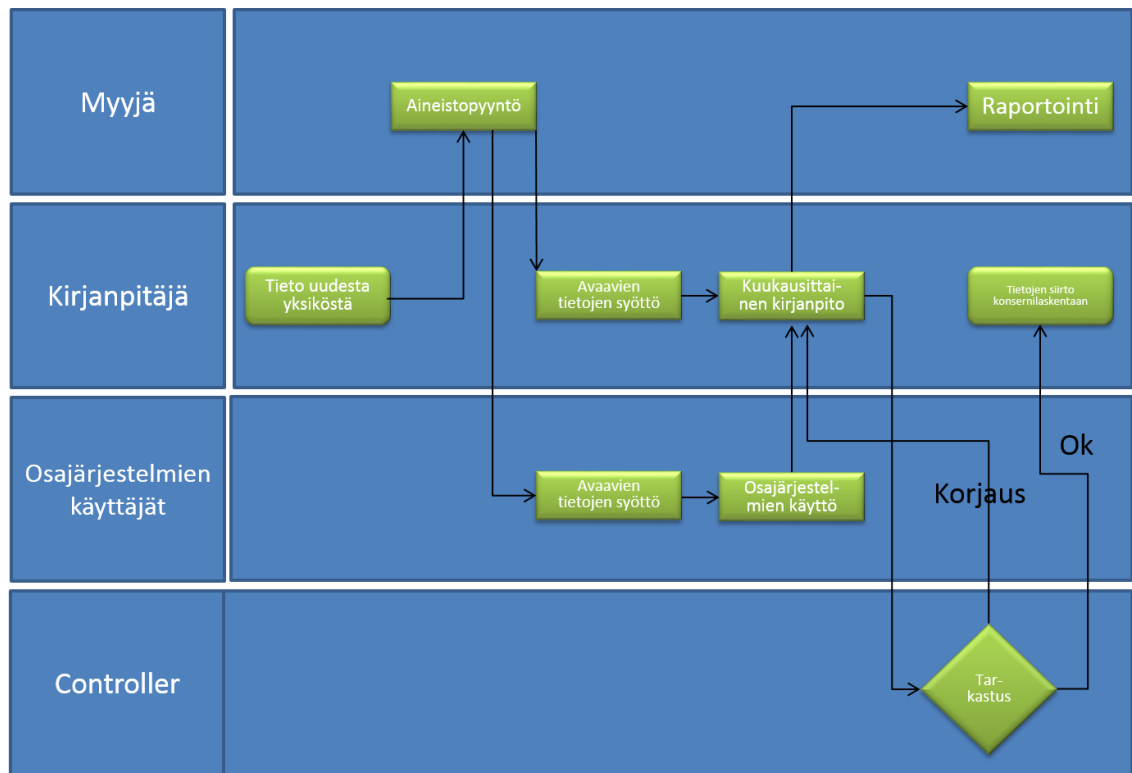 Myyjä
Aineistopyyntö
Raportointi
Kirjanpitäjä
Tieto uudesta
yksiköstä
Avaavien
tietojen syöttö
Kuukausittai-
nen kirjanpito
Tietojen siirto
konsernilaskentaan
Osajärjestelmien
käyttäjät
Avaavien
tietojen syöttö
Osajärjestel-
mien käyttö
Korjaus
Ok
Controller
Tar-
kastus